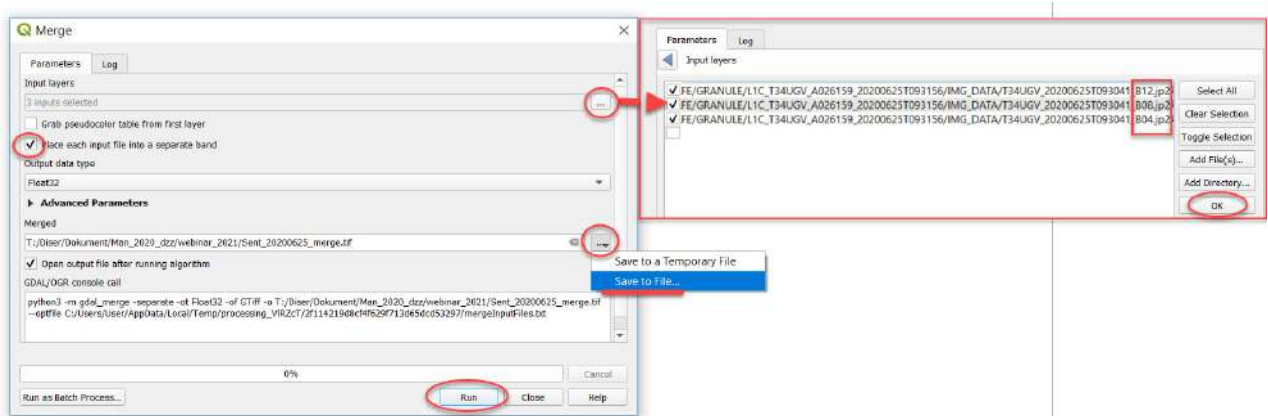 Merge
Parameters Log
Input layers
3 inputs selected
...
Grab pseudocolor table from first layer
Place each input file into a separate band
Output data type
Float32
Advanced Parameters
Merged
T:/Diser/Dokument/Man_2020_dzz/webinar_2021/Sent_20200625_merge.tif
Open output file after running algorithm
GDAL/OGR console call
python3 -m gdal_merge -separate -ot Float32 -of GTiff -o T:/Diser/Dokument/Man_2020_dzz/webinar_2021/Sent_20200625_merge.tif
--optfile C:/Users/User/AppData/Local/Temp/processing_VIRZcT/2f114219d8cf4f629f713d65dcd53297/mergeInputFiles.txt
0%
Cancel
Run as Batch Process...
Run
Close
Help
Save to a Temporary File
Save to File...
Parameters Log
Input layers
FE/GRANULE/L1C_T34UGV_A026159_20200625T093156/IMG_DATA/T34UGV_20200625T093041_B12.jp2
FE/GRANULE/L1C_T34UGV_A026159_20200625T093156/IMG_DATA/T34UGV_20200625T093041_B08.jp2
FE/GRANULE/L1C_T34UGV_A026159_20200625T093156/IMG_DATA/T34UGV_20200625T093041_B04.jp2
Select All
Clear Selection
Toggle Selection
Add File(s)...
Add Directory...
OK